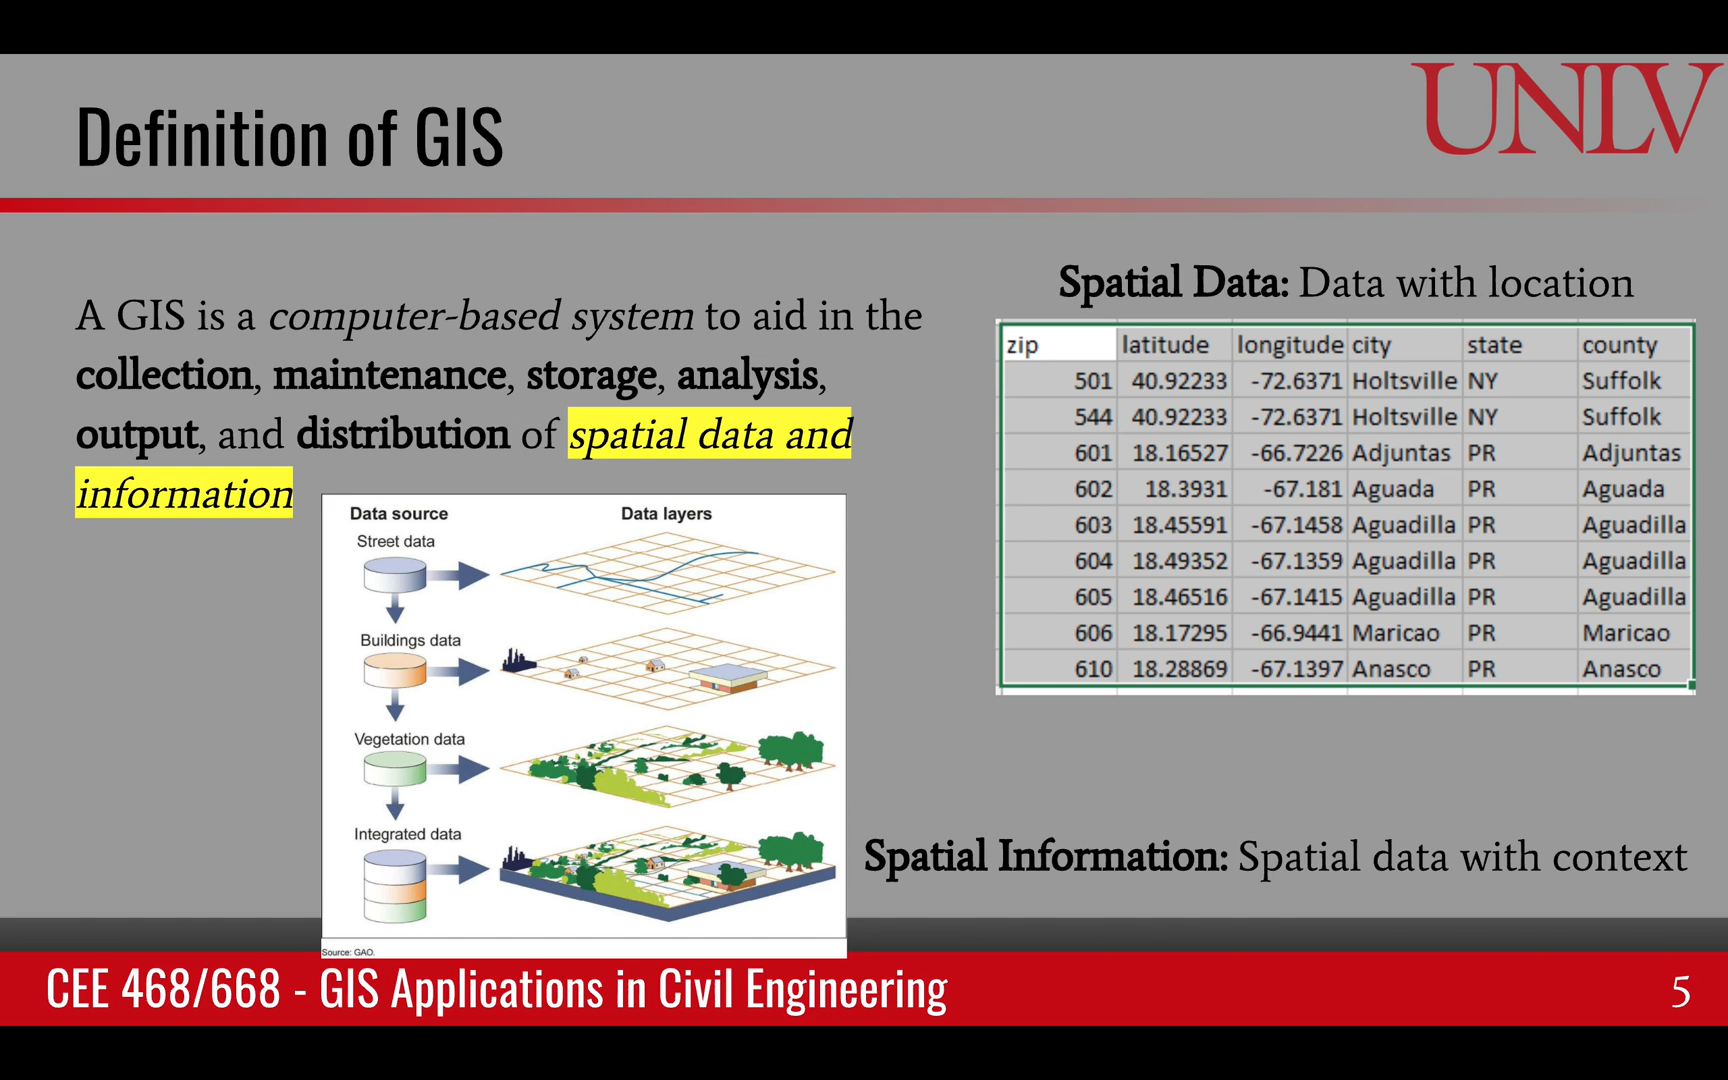 UNLV
Definition of GIS
A GIS is a computer-based system to aid in the
collection, maintenance, storage, analysis,
output, and distribution of spatial data and
information
Data source Data layers
Street data
Buildings data
Vegetation data
Integrated data
Source: GAO.
Spatial Data: Data with location
zip latitude longitude city state county
501 40.92233 -72.6371 Holtsville NY Suffolk
544 40.92233 -72.6371 Holtsville NY Suffolk
601 18.16527 -66.7226 Adjuntas PR Adjuntas
602 18.3931 -67.181 Aguada PR Aguada
603 18.45591 -67.1458 Aguadilla PR Aguadilla
604 18.49352 -67.1359 Aguadilla PR Aguadilla
605 18.46516 -67.1415 Aguadilla PR Aguadilla
606 18.17295 -66.9441 Maricao PR Maricao
610 18.28869 -67.1397 Anasco PR Anasco
Spatial Information: Spatial data with context
CEE 468/668 - GIS Applications in Civil Engineering
5